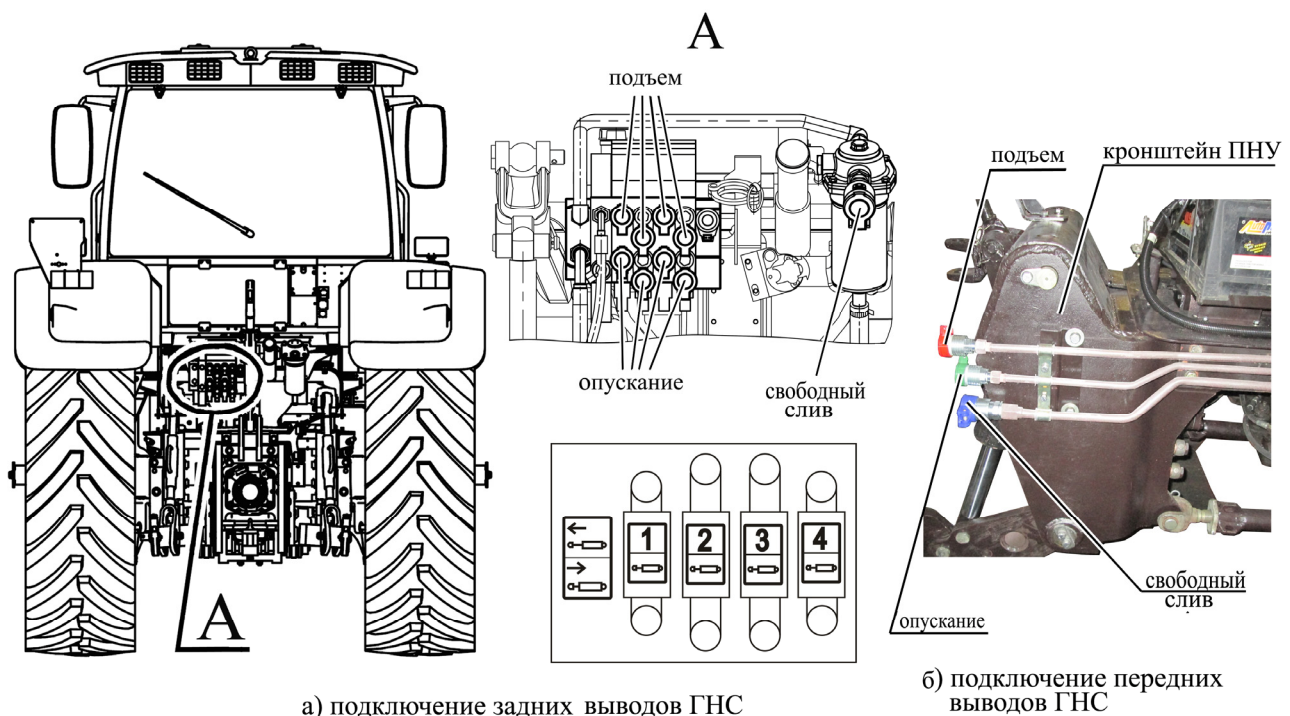 А
подъем
опускание
свободный
слив
А
1
2
3
4
а) подключение задних выводов ГНС
подъем
кронштейн ПНУ
свободный
слив
опускание
б) подключение передних
выводов ГНС